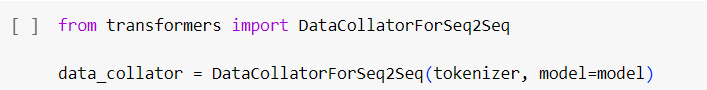 [ ] from transformers import DataCollatorForSeq2Seq
data_collator = DataCollatorForSeq2Seq(tokenizer, model=model)